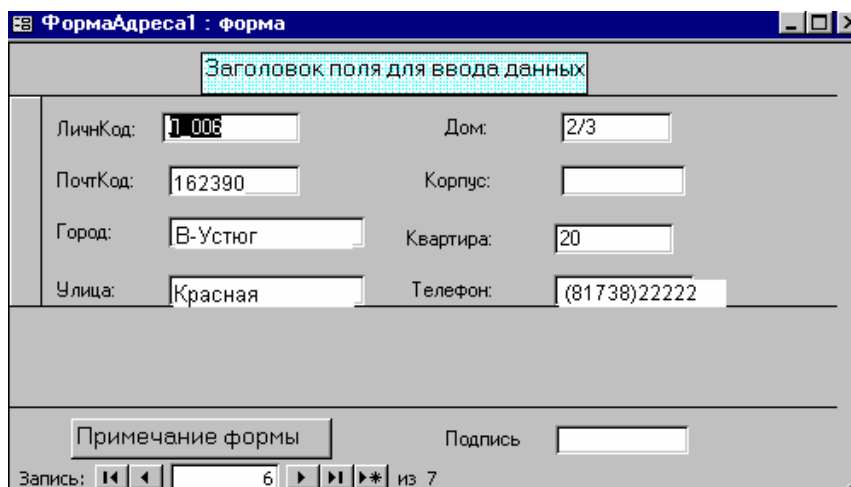 ФормаАдреса1 : форма
Заголовок поля для ввода данных
ЛичнКод: Л_006 Дом: 2/3
ПочтКод: 162390 Корпус:
Город: В-Устюг Квартира: 20
Улица: Красная Телефон: (81738)22222
Примечание формы Подпись
Запись: 6 из 7